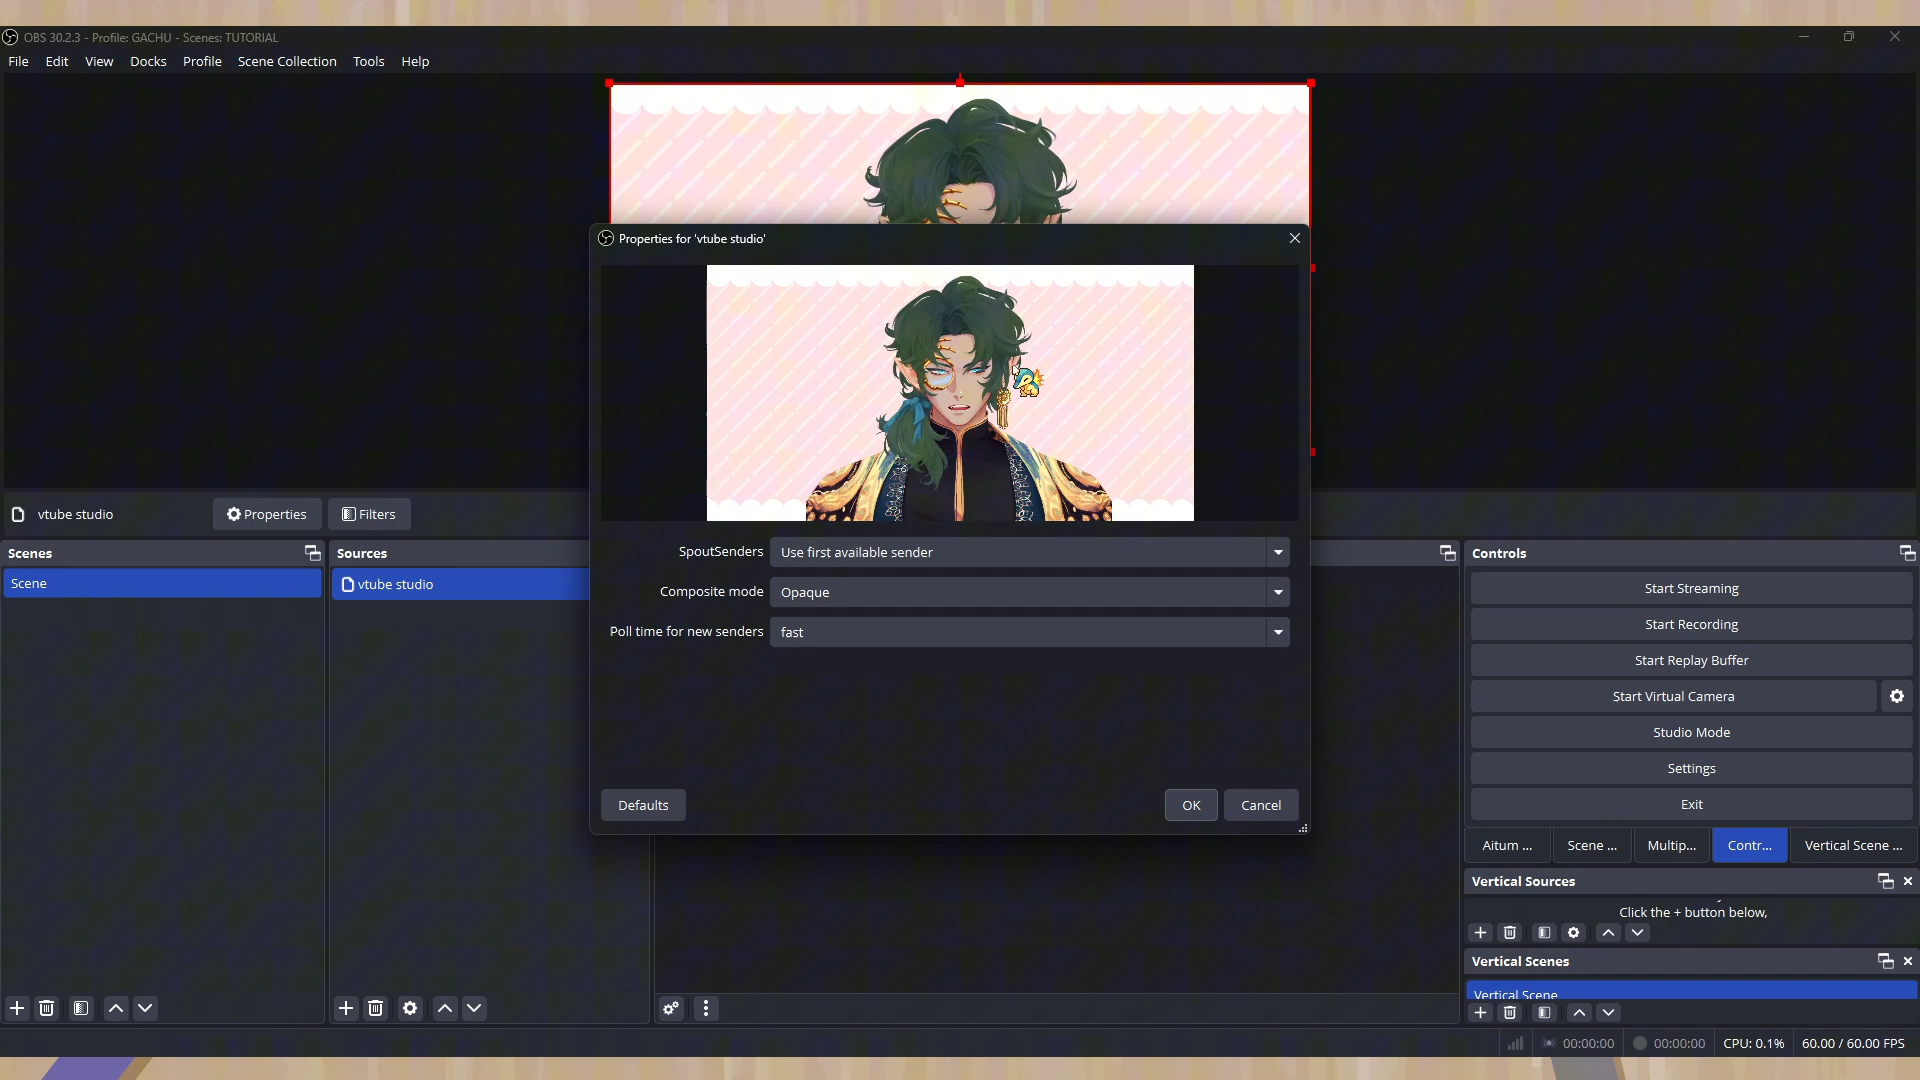 OBS 30.2.3 - Profile: GACHU - Scenes: TUTORIAL
File Edit View Docks Profile Scene Collection Tools Help
Properties for 'vtube studio'
vtube studio Properties Filters
SpoutSenders Use first available sender
Composite mode Opaque
Poll time for new senders fast
Defaults OK Cancel
Scenes
Scene
Sources
vtube studio
Controls
Start Streaming
Start Recording
Start Replay Buffer
Start Virtual Camera
Studio Mode
Settings
Exit
Aitum ... Scene ... Multip... Contr... Vertical Scene ...
Vertical Sources
Click the + button below,
Vertical Scenes
Vertical Scene
00:00:00 00:00:00 CPU: 0.1% 60.00 / 60.00 FPS